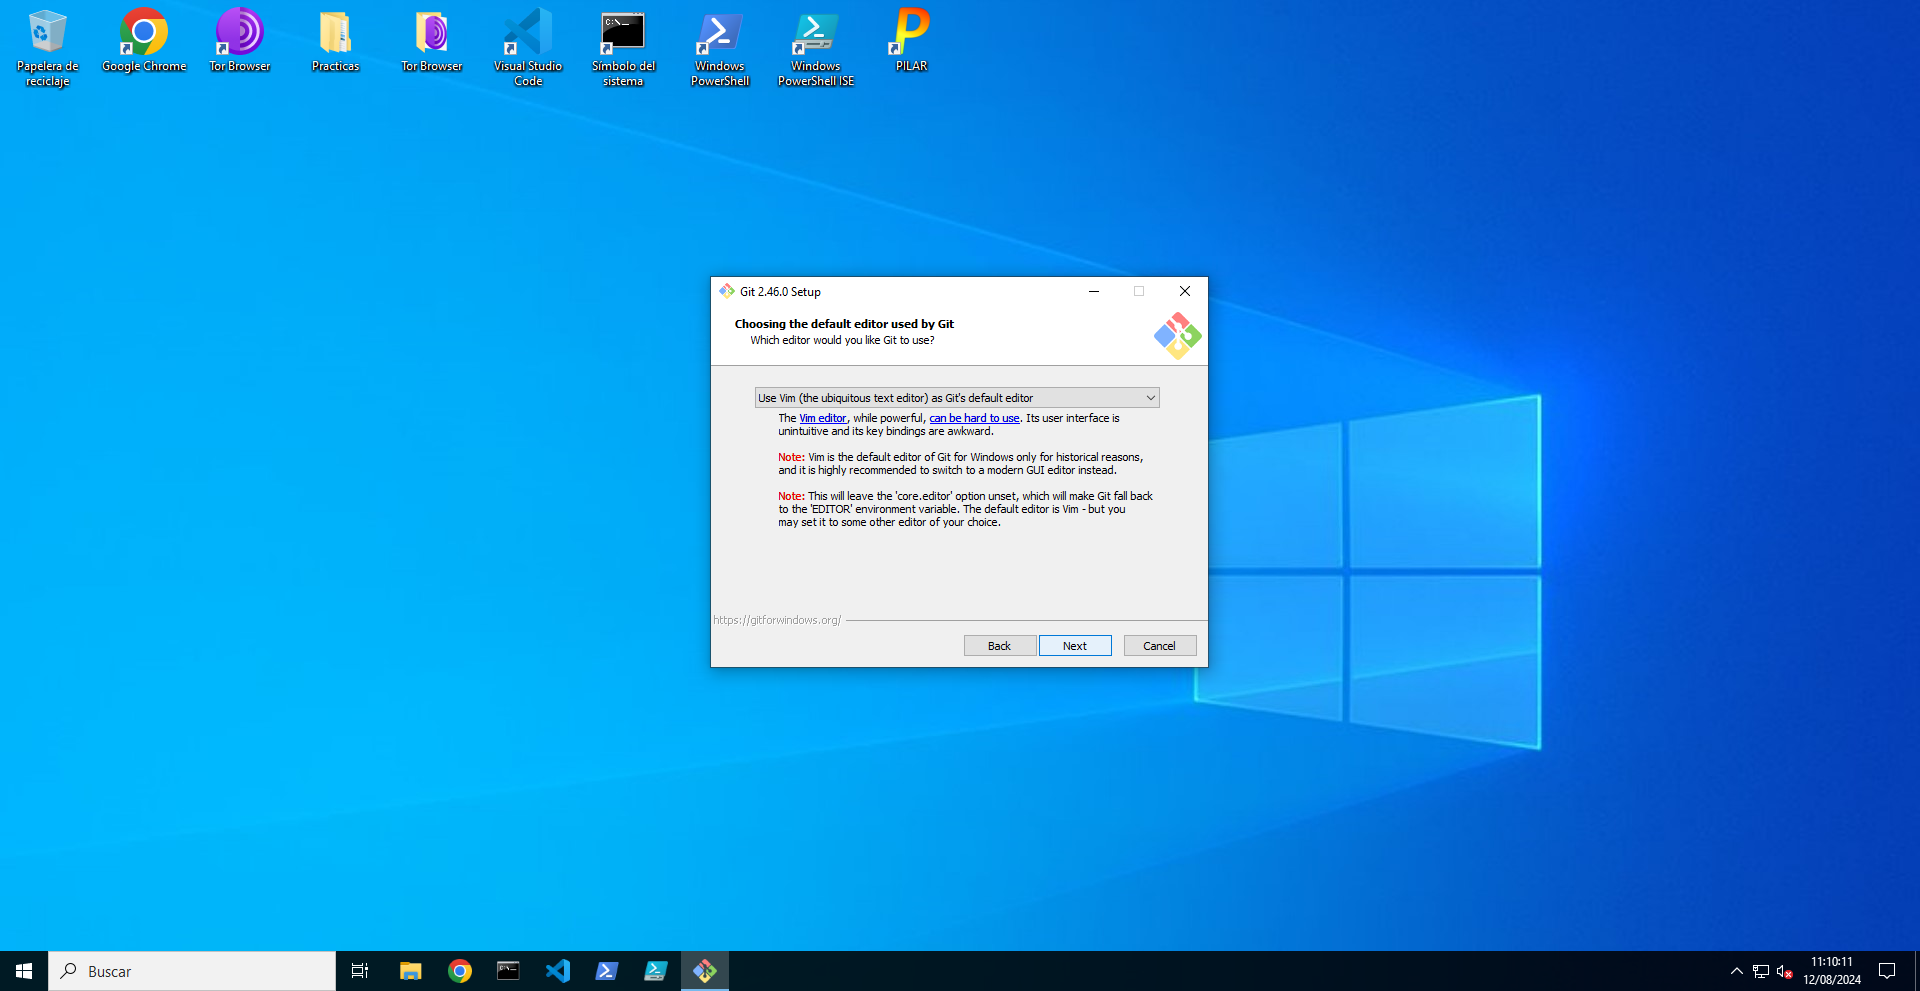 Papelera de
reciclaje
Google Chrome
Tor Browser
Practicas
Tor Browser
Visual Studio
Code
Símbolo del
sistema
Windows
PowerShell
Windows
PowerShell ISE
PILAR
Git 2.46.0 Setup
Choosing the default editor used by Git
Which editor would you like Git to use?
Use Vim (the ubiquitous text editor) as Git's default editor
The Vim editor, while powerful, can be hard to use. Its user interface is
unintuitive and its key bindings are awkward.
Note: Vim is the default editor of Git for Windows only for historical reasons,
and it is highly recommended to switch to a modern GUI editor instead.
Note: This will leave the 'core.editor' option unset, which will make Git fall back
to the 'EDITOR' environment variable. The default editor is Vim - but you
may set it to some other editor of your choice.
https://gitforwindows.org/
Back
Next
Cancel
Buscar
11:10:11
12/08/2024